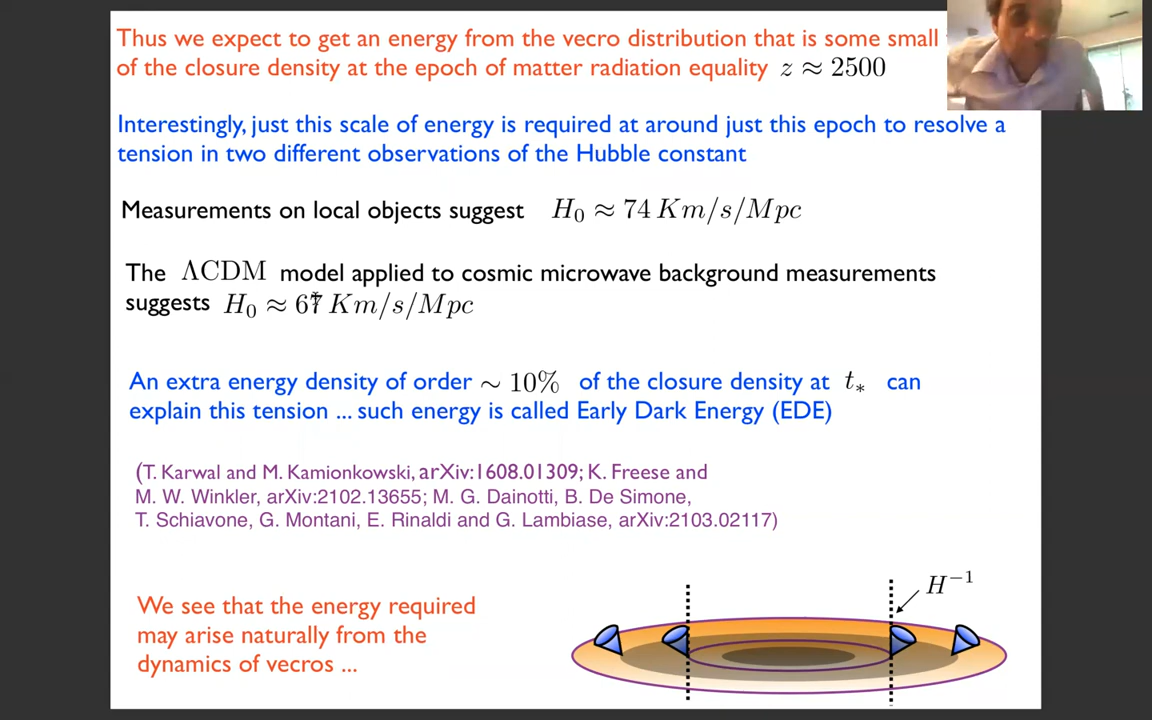 Thus we expect to get an energy from the vecro distribution that is some small
of the closure density at the epoch of matter radiation equality z ≈ 2500
Interestingly, just this scale of energy is required at around just this epoch to resolve a
tension in two different observations of the Hubble constant
Measurements on local objects suggest H₀ ≈ 74 Km/s/Mpc
The ΛCDM model applied to cosmic microwave background measurements
suggests H₀ ≈ 67 Km/s/Mpc
An extra energy density of order ∼ 10% of the closure density at t∗ can
explain this tension ... such energy is called Early Dark Energy (EDE)
(T. Karwal and M. Kamionkowski, arXiv:1608.01309; K. Freese and
M. W. Winkler, arXiv:2102.13655; M. G. Dainotti, B. De Simone,
T. Schiavone, G. Montani, E. Rinaldi and G. Lambiase, arXiv:2103.02117)
H⁻¹
We see that the energy required
may arise naturally from the
dynamics of vecros ...